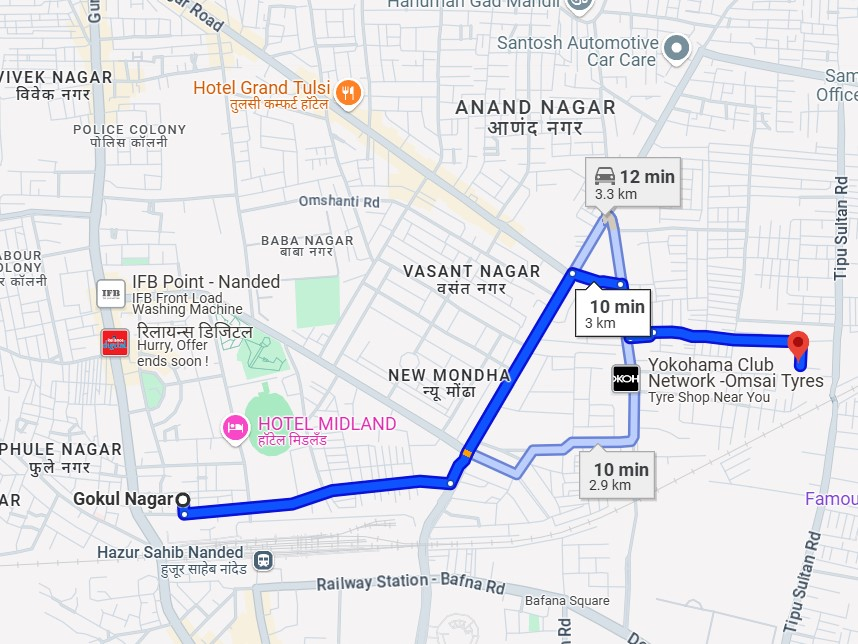 Hanuman Gad Mandir
Gur
ur Road
Santosh Automotive
Car Care
VIVEK NAGAR
विवेक नगर
Hotel Grand Tulsi
तुलसी कम्फर्ट हॉटेल
Sam
Office
ANAND NAGAR
आणंद नगर
POLICE COLONY
पोलिस कॉलनी
12 min
3.3 km
Omshanti Rd
Tipu Sultan Rd
BABA NAGAR
बाबा नगर
ABOUR
OLONY
र कॉलनी
VASANT NAGAR
वसंत नगर
IFB
IFB Point - Nanded
IFB Front Load
Washing Machine
10 min
3 km
रिलायन्स डिजिटल
Hurry, Offer
ends soon !
NEW MONDHA
न्यू मोंढा
Yokohama Club
Network -Omsai Tyres
Tyre Shop Near You
HOTEL MIDLAND
हॉटेल मिडलँड
PHULE NAGAR
फुले नगर
10 min
2.9 km
AR
Gokul Nagar
Famou
Hazur Sahib Nanded
हुजूर साहेब नांदेड
Railway Station - Bafna Rd
Tipu Sultan Rd
Bafana Square
Rd
De